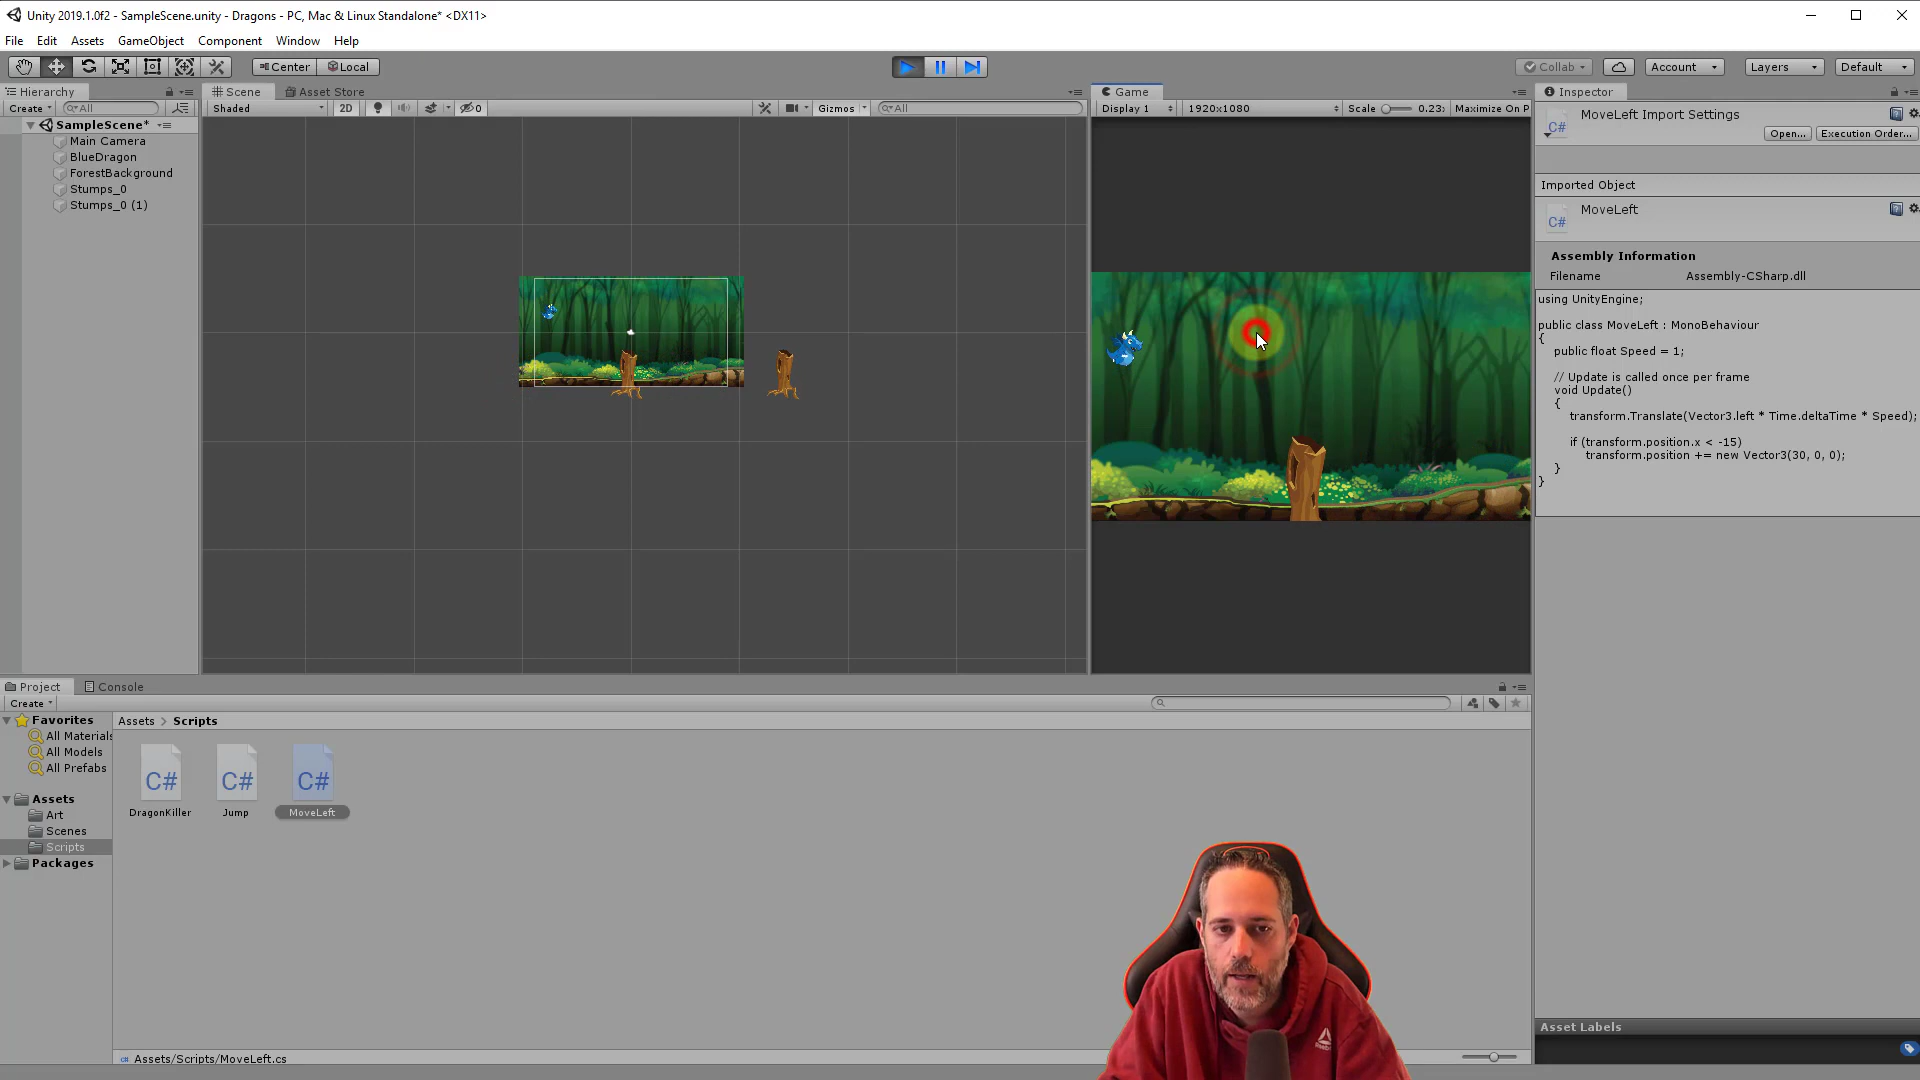 Unity 2019.1.0f2 - SampleScene.unity - Dragons - PC, Mac & Linux Standalone* <DX11>
File Edit Assets GameObject Component Window Help
Center Local
Collab Account Layers Default
Hierarchy
Create All
SampleScene*
Main Camera
BlueDragon
ForestBackground
Stumps_0
Stumps_0 (1)
Scene Asset Store
Shaded 2D 0 Gizmos All
Game
Display 1 1920x1080 Scale 0.23 Maximize On P
Inspector
MoveLeft Import Settings
C#
Open... Execution Order...
Imported Object
MoveLeft
C#
Assembly Information
Filename Assembly-CSharp.dll
using UnityEngine;
public class MoveLeft : MonoBehaviour
{
public float Speed = 1;
// Update is called once per frame
void Update()
{
transform.Translate(Vector3.left * Time.deltaTime * Speed);
if (transform.position.x < -15)
transform.position += new Vector3(30, 0, 0);
}
}
Project Console
Create
Favorites
All Materials
All Models
All Prefabs
Assets
Art
Scenes
Scripts
Packages
Assets > Scripts
C# C# C#
DragonKiller Jump MoveLeft
Assets/Scripts/MoveLeft.cs
Reebok
Asset Labels